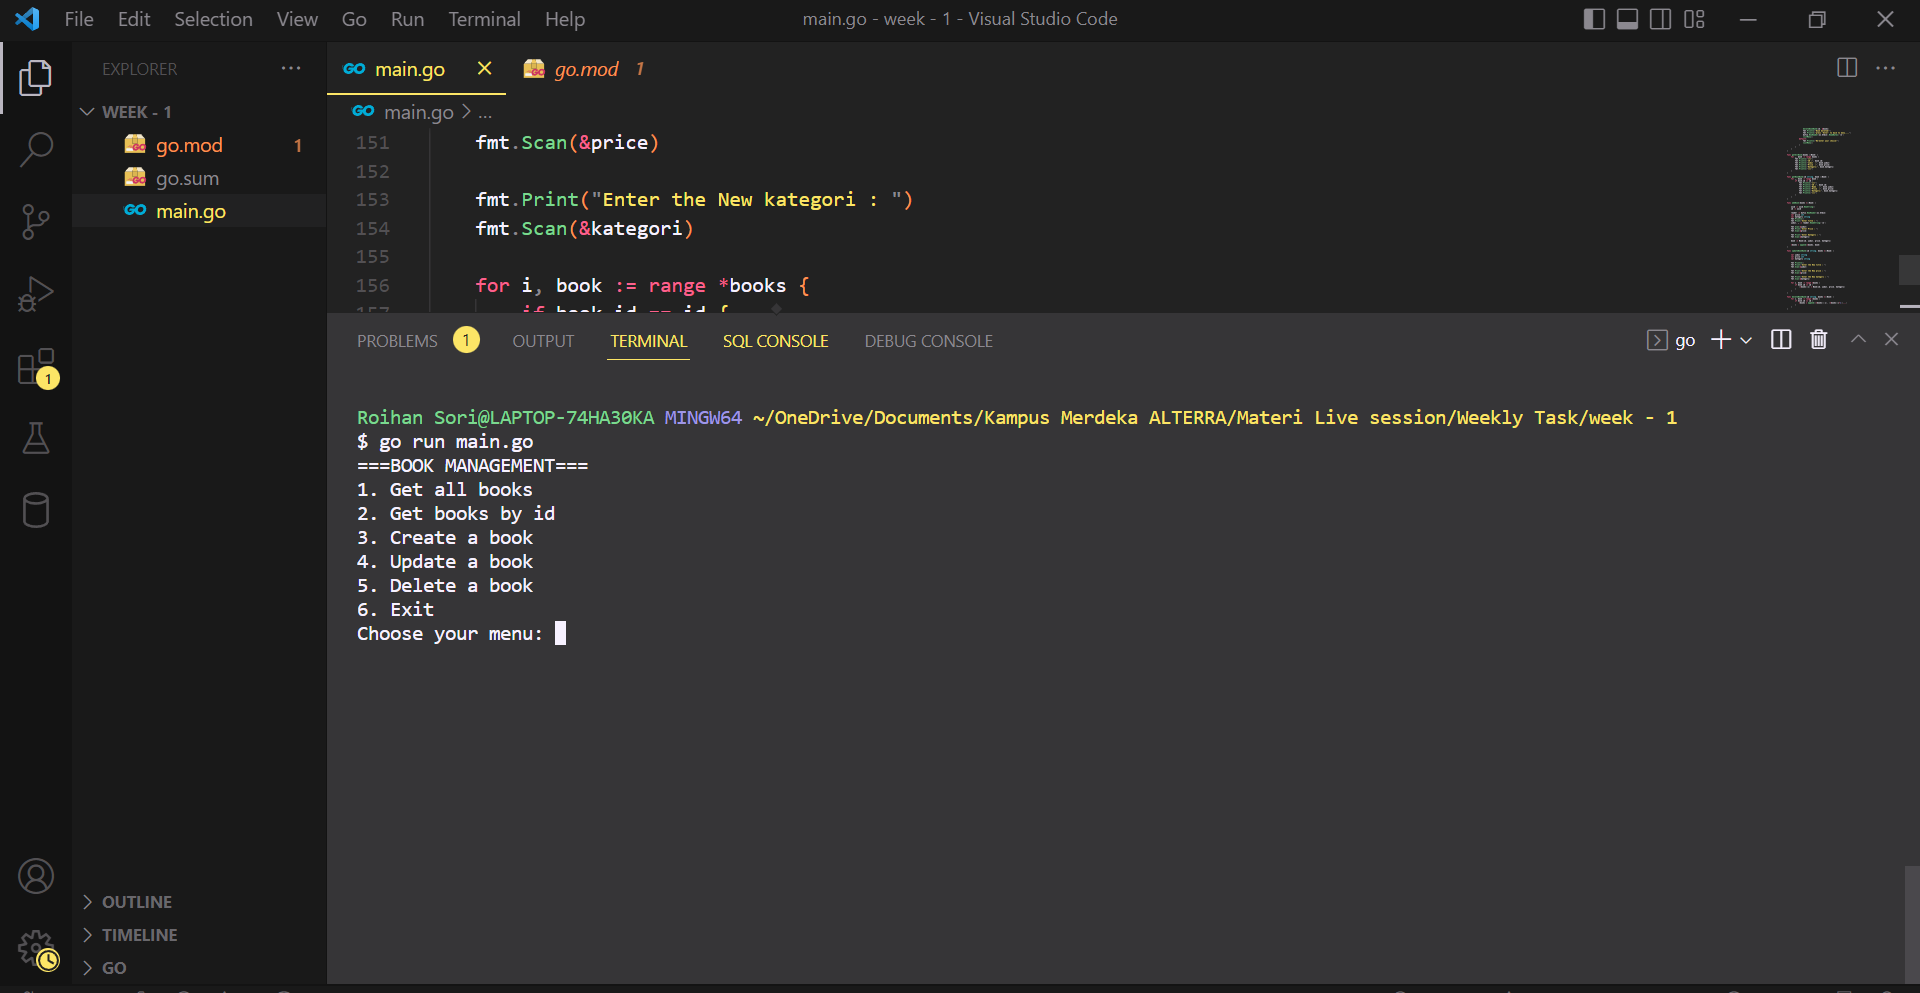 File Edit Selection View Go Run Terminal Help main.go - week - 1 - Visual Studio Code
EXPLORER
WEEK - 1
go.mod 1
go.sum
main.go
OUTLINE
TIMELINE
GO
1
GO main.go go.mod 1
GO main.go > ...
151 fmt.Scan(&price)
152
153 fmt.Print("Enter the New kategori : ")
154 fmt.Scan(&kategori)
155
156 for i, book := range *books {
157 if book.id == id {
PROBLEMS 1 OUTPUT TERMINAL SQL CONSOLE DEBUG CONSOLE go
Roihan Sori@LAPTOP-74HA30KA MINGW64 ~/OneDrive/Documents/Kampus Merdeka ALTERRA/Materi Live session/Weekly Task/week - 1
$ go run main.go
===BOOK MANAGEMENT===
1. Get all books
2. Get books by id
3. Create a book
4. Update a book
5. Delete a book
6. Exit
Choose your menu: